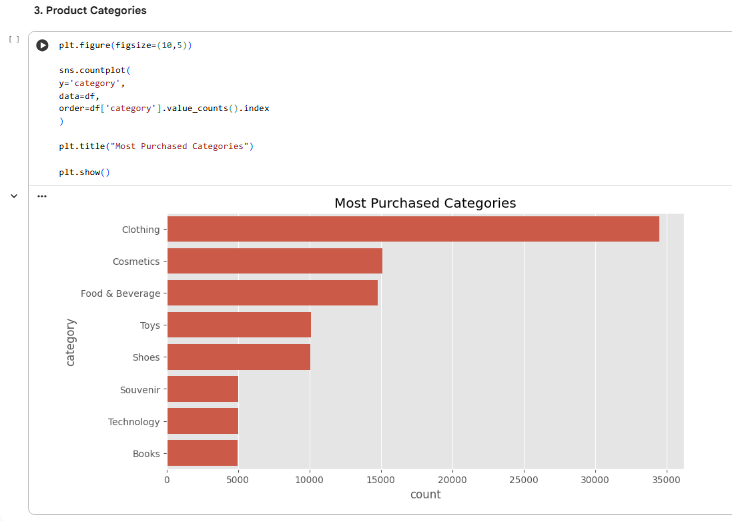 3. Product Categories
[ ]
plt.figure(figsize=(10,5))
sns.countplot(
y='category',
data=df,
order=df['category'].value_counts().index
)
plt.title("Most Purchased Categories")
plt.show()
...
Most Purchased Categories
Clothing
Cosmetics
Food & Beverage
Toys
Shoes
Souvenir
Technology
Books
category
0 5000 10000 15000 20000 25000 30000 35000
count